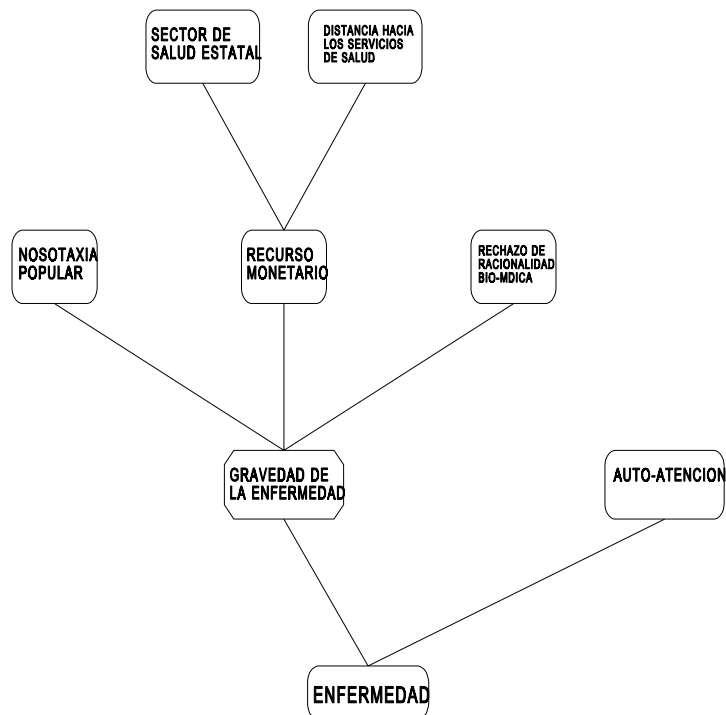 SECTOR DE
SALUD ESTATAL
DISTANCIA HACIA
LOS SERVICIOS
DE SALUD
NOSOTAXIA
POPULAR
RECURSO
MONETARIO
RECHAZO DE
RACIONALIDAD
BIO-MDICA
GRAVEDAD DE
LA ENFERMEDAD
AUTO-ATENCION
ENFERMEDAD